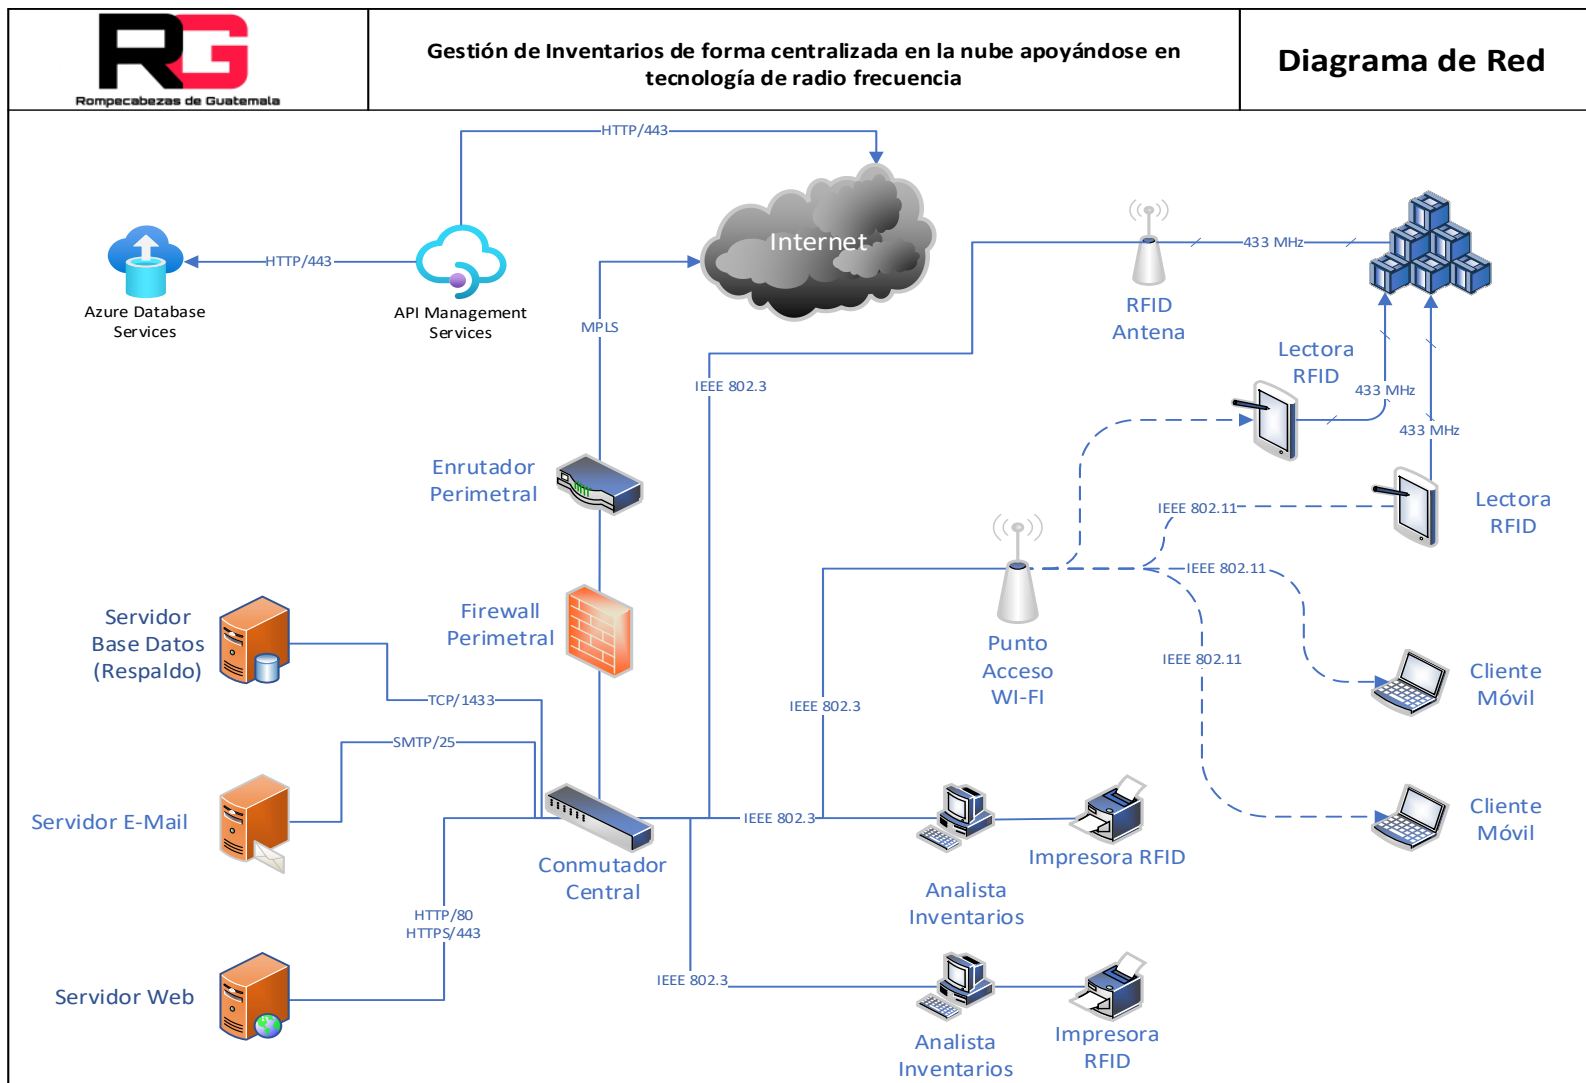 RG
Rompecabezas de Guatemala
Gestión de Inventarios de forma centralizada en la nube apoyándose en
tecnología de radio frecuencia
Diagrama de Red
HTTP/443
Internet
HTTP/443
433 MHz
Azure Database
Services
API Management
Services
RFID
Antena
MPLS
Lectora
RFID
IEEE 802.3
433 MHz
433 MHz
Enrutador
Perimetral
Lectora
RFID
IEEE 802.11
IEEE 802.11
Servidor
Base Datos
(Respaldo)
Firewall
Perimetral
Punto
Acceso
WI-FI
IEEE 802.11
Cliente
Móvil
TCP/1433
IEEE 802.3
SMTP/25
Servidor E-Mail
IEEE 802.3
Cliente
Móvil
Conmutador
Central
Impresora RFID
Analista
Inventarios
HTTP/80
HTTPS/443
IEEE 802.3
Servidor Web
Analista
Inventarios
Impresora
RFID